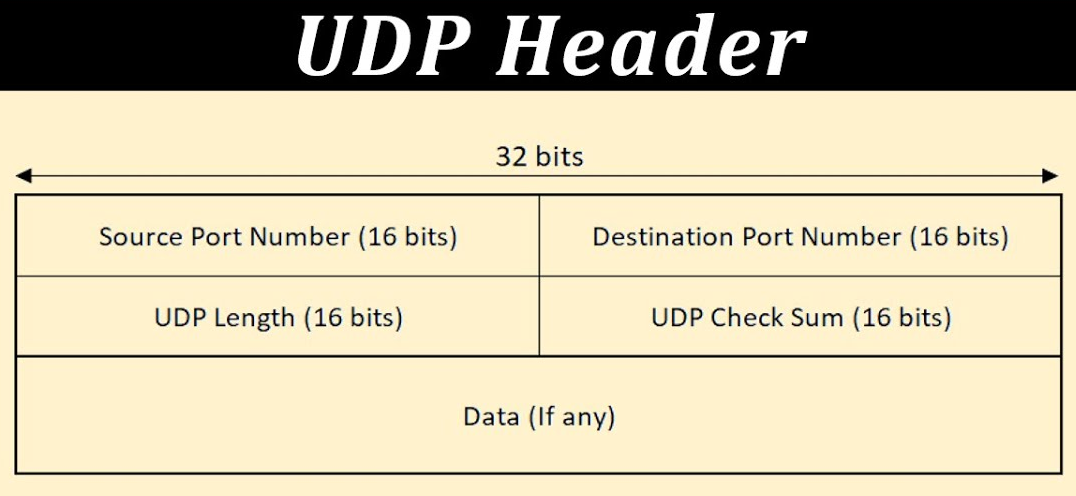 UDP Header
32 bits
Source Port Number (16 bits)
Destination Port Number (16 bits)
UDP Length (16 bits)
UDP Check Sum (16 bits)
Data (If any)